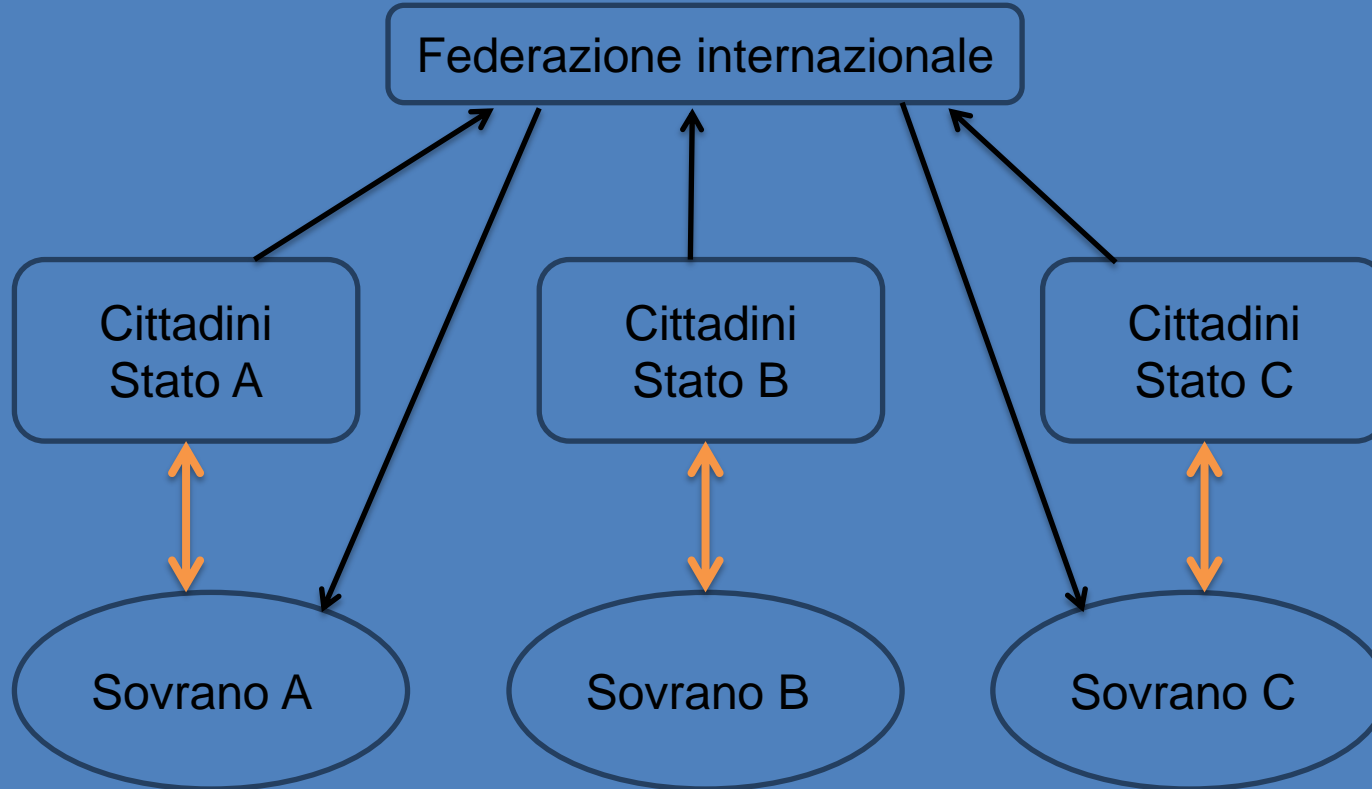 Federazione internazionale
Cittadini
Stato A
Cittadini
Stato B
Cittadini
Stato C
Sovrano A
Sovrano B
Sovrano C